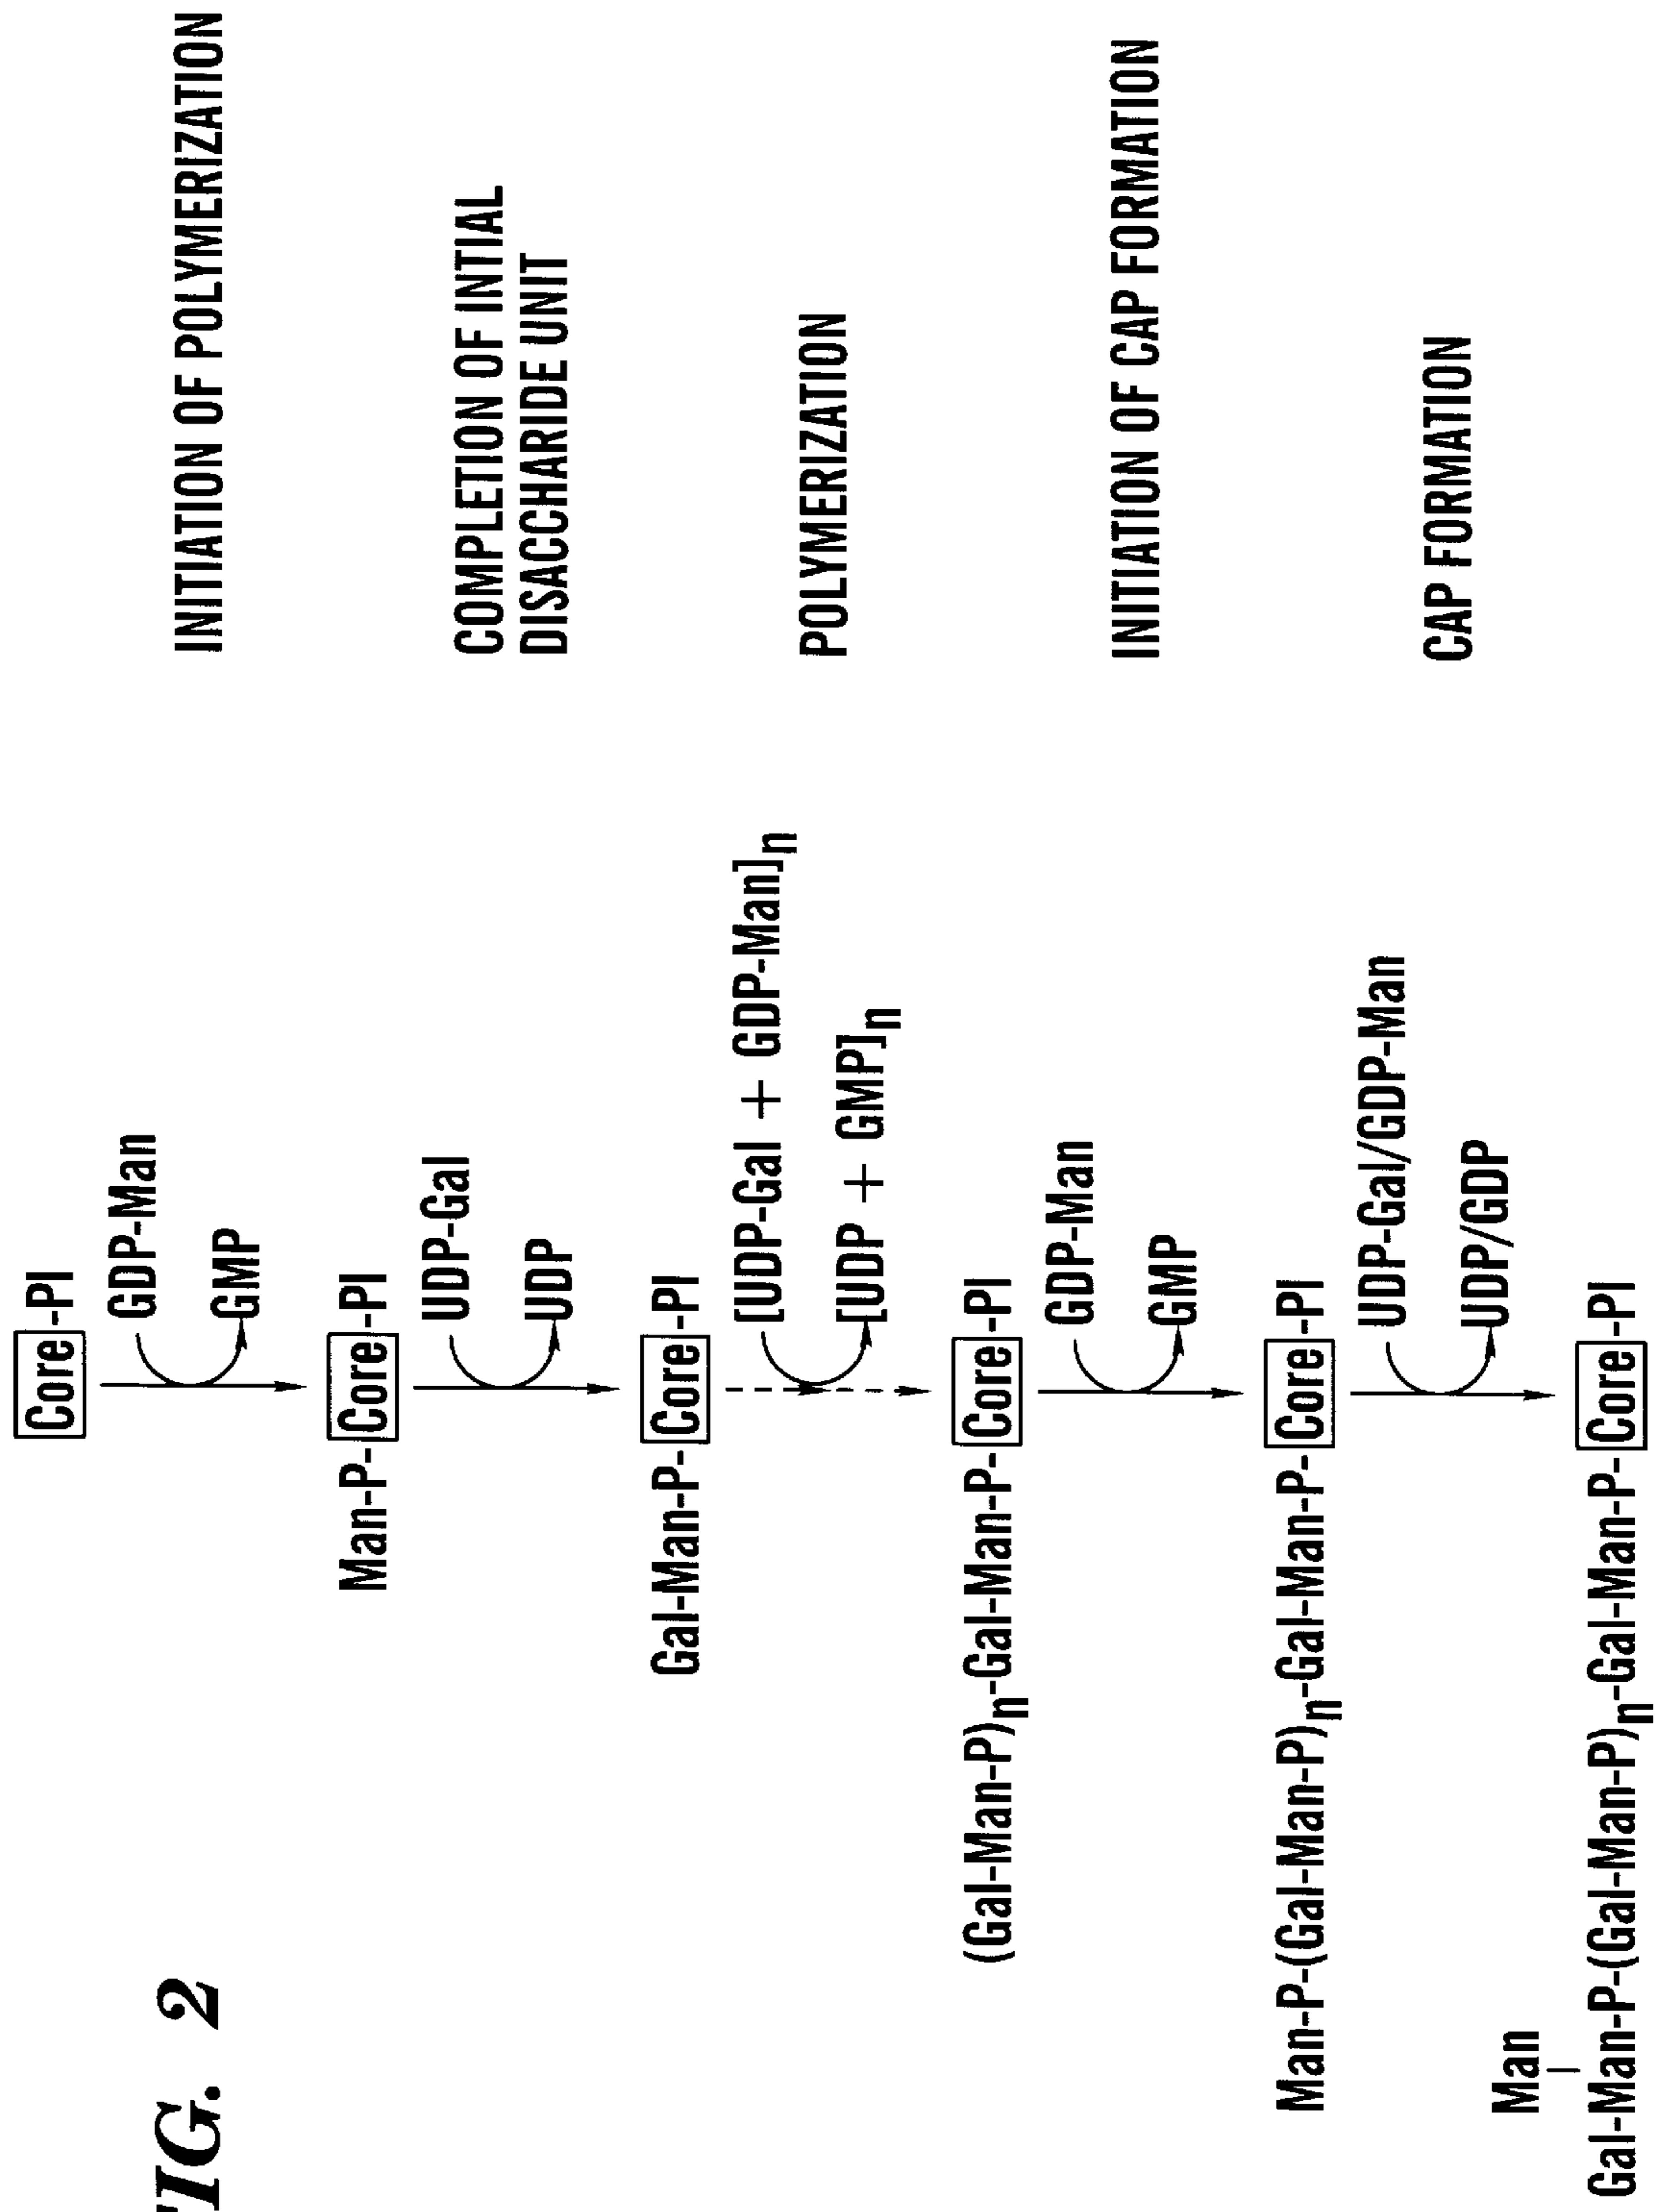 FIG. 2
Core-PI
GDP-Man
GMP
INITIATION OF POLYMERIZATION
Man-P-Core-PI
UDP-Gal
UDP
COMPLETION OF INTIAL
DISACCHARIDE UNIT
Gal-Man-P-Core-PI
[UDP-Gal + GDP-Man]n
[UDP + GMP]n
POLYMERIZATION
(Gal-Man-P)n-Gal-Man-P-Core-PI
GDP-Man
GMP
INITIATION OF CAP FORMATION
Man-P-(Gal-Man-P)n-Gal-Man-P-Core-PI
UDP-Gal/GDP-Man
UDP/GDP
CAP FORMATION
Man
Gal-Man-P-(Gal-Man-P)n-Gal-Man-P-Core-PI